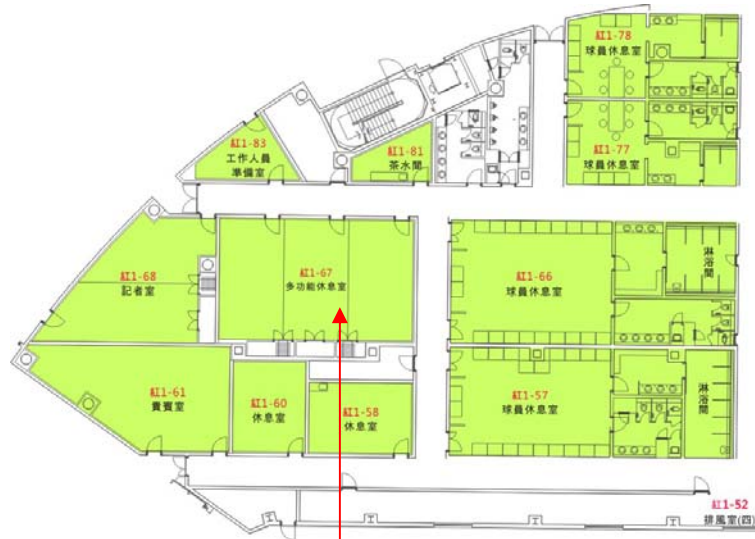 紅1-78
球員休息室
紅1-83
工作人員
準備室
紅1-81
茶水間
紅1-77
球員休息室
紅1-68
記者室
紅1-67
多功能休息室
紅1-66
球員休息室
淋浴間
紅1-61
貴賓室
紅1-60
休息室
紅1-58
休息室
紅1-57
球員休息室
淋浴間
紅1-52
排風室(四)